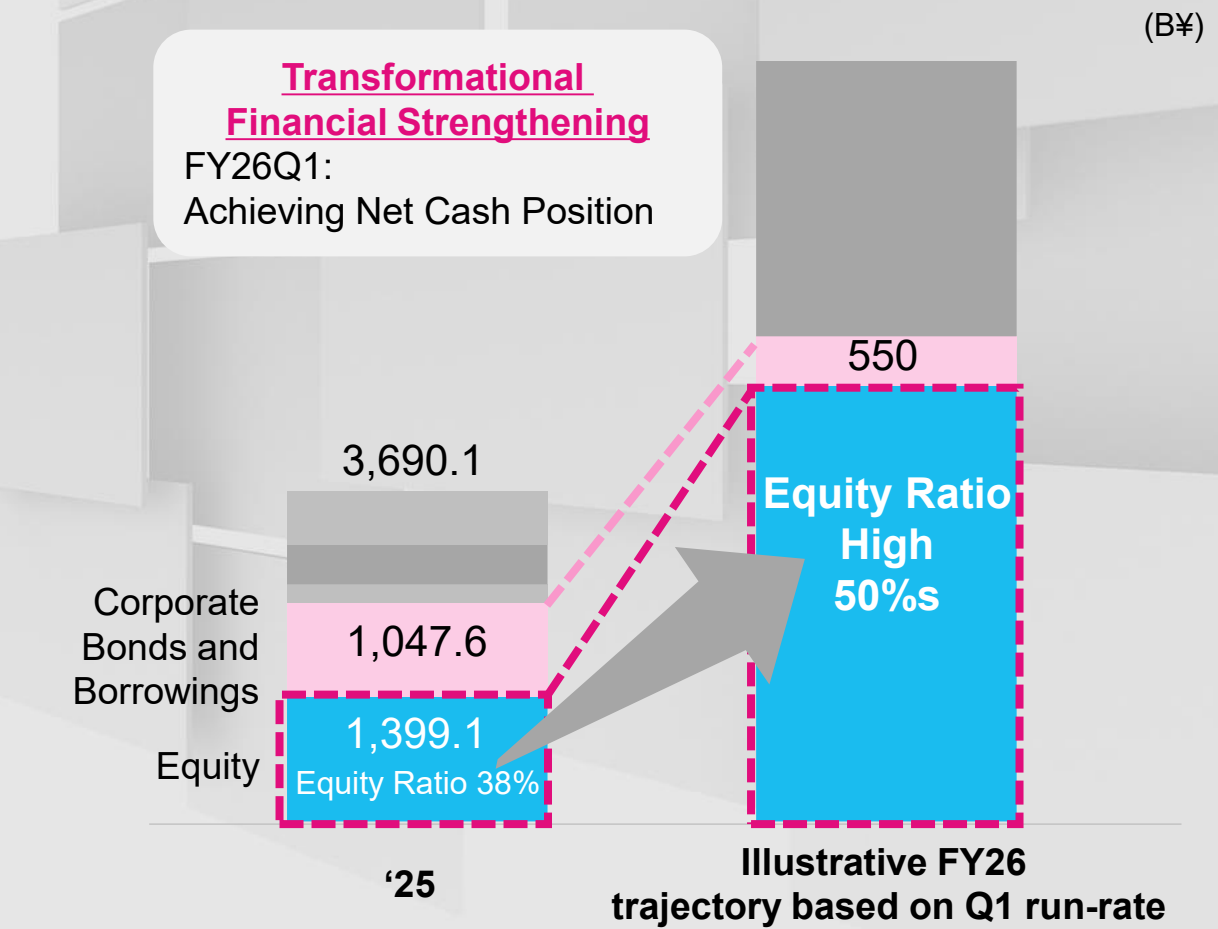 (B¥)
Transformational
Financial Strengthening
FY26Q1:
Achieving Net Cash Position
3,690.1
Corporate
Bonds and
Borrowings
1,047.6
Equity
1,399.1
Equity Ratio 38%
550
Equity Ratio
High
50%s
‘25
Illustrative FY26
trajectory based on Q1 run-rate